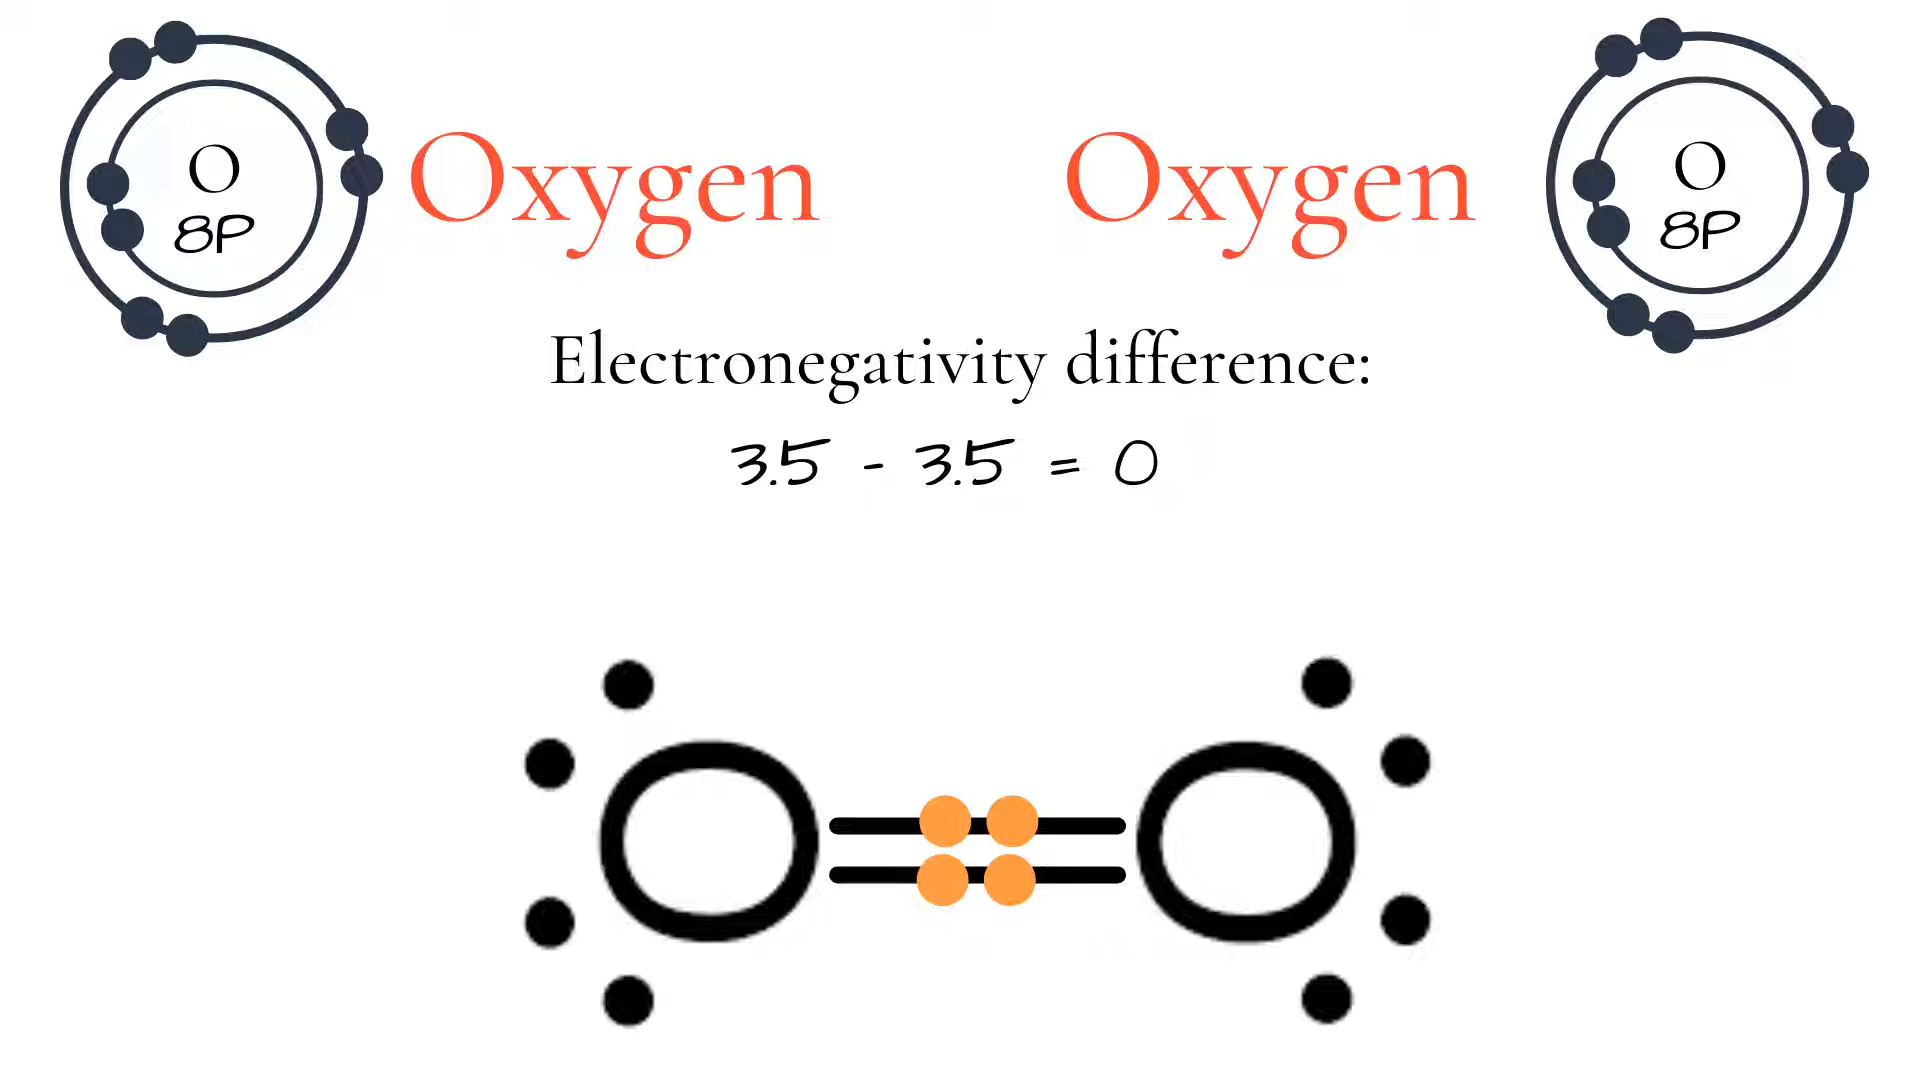 O
8P
Oxygen
Oxygen
O
8P
Electronegativity difference:
3.5 - 3.5 = 0
O
O